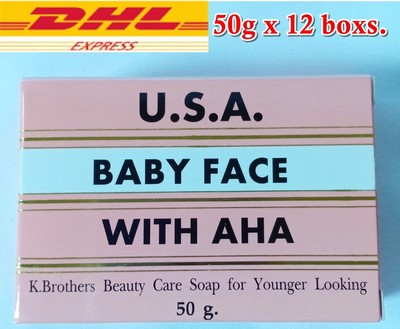 DHL
EXPRESS
50g x 12 boxs.
U.S.A.
BABY FACE
WITH AHA
K.Brothers Beauty Care Soap for Younger Looking
50 g.